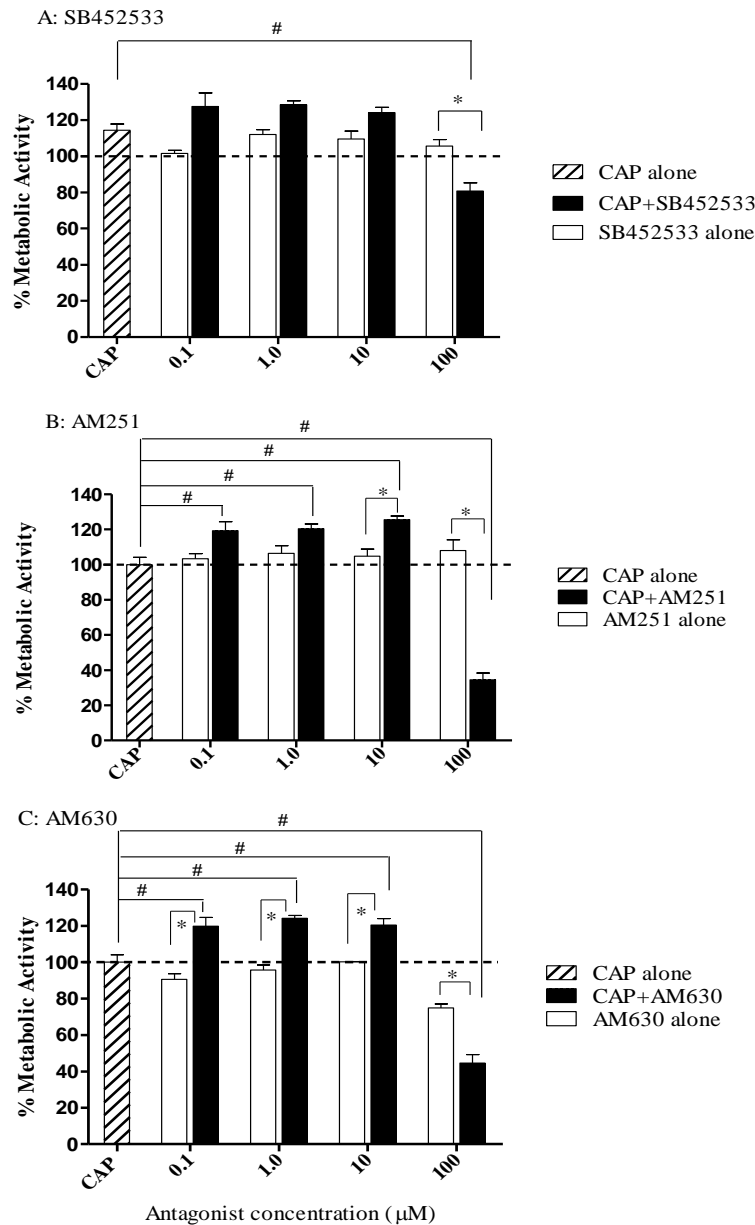 A: SB452533
#
*
140
120
100
80
60
40
20
0
% Metabolic Activity
CAP
0.1
1.0
10
100
CAP alone
CAP+SB452533
SB452533 alone
B: AM251
#
#
#
#
*
*
140
120
100
80
60
40
20
0
% Metabolic Activity
CAP
0.1
1.0
10
100
CAP alone
CAP+AM251
AM251 alone
C: AM630
#
#
#
#
*
*
*
*
140
120
100
80
60
40
20
0
% Metabolic Activity
CAP
0.1
1.0
10
100
CAP alone
CAP+AM630
AM630 alone
Antagonist concentration (μM)